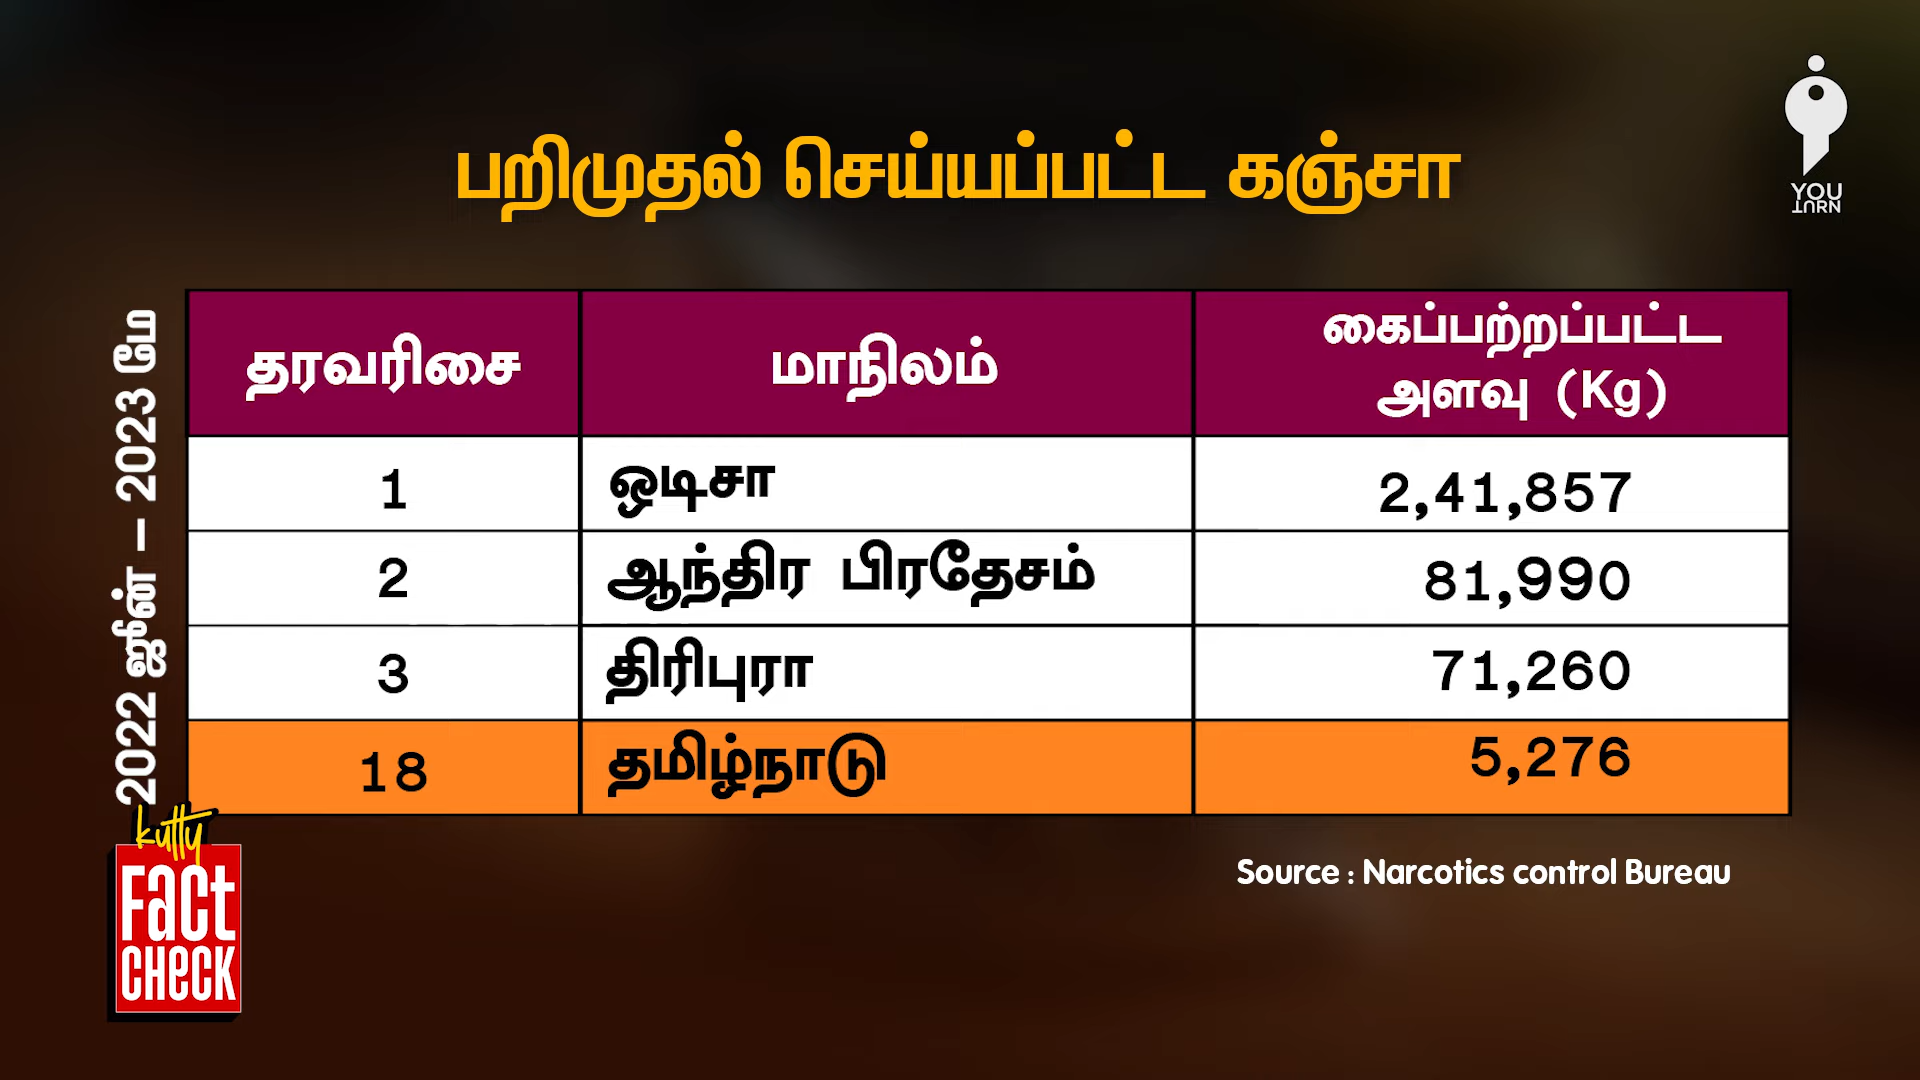 பறிமுதல் செய்யப்பட்ட கஞ்சா
YOU
TURN
2022 ஜூன் – 2023 மே
தரவரிசை மாநிலம் கைப்பற்றப்பட்ட அளவு (Kg)
1 ஒடிசா 2,41,857
2 ஆந்திர பிரதேசம் 81,990
3 திரிபுரா 71,260
18 தமிழ்நாடு 5,276
Source : Narcotics control Bureau
kutty
Fact
CHeCK